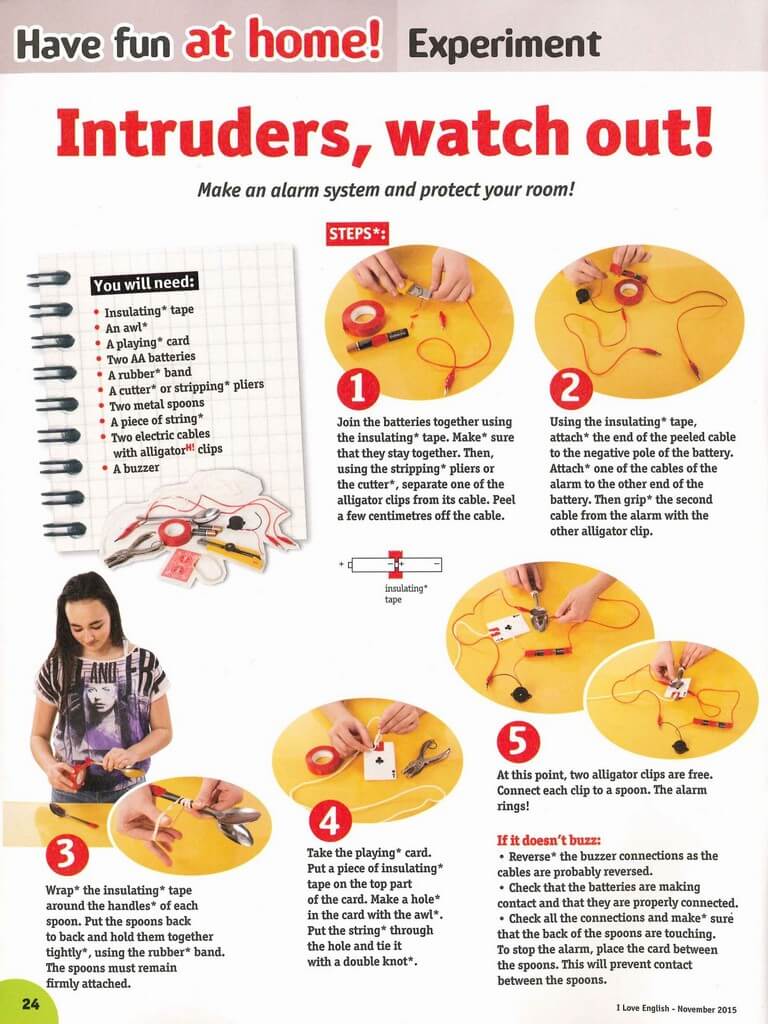 Have fun at home! Experiment
Intruders, watch out!
Make an alarm system and protect your room!
You will need:
• Insulating* tape
• An awl*
• A playing* card
• Two AA batteries
• A rubber* band
• A cutter* or stripping* pliers
• Two metal spoons
• A piece of string*
• Two electric cables
with alligatorH! clips
• A buzzer
STEPS*:
1
Join the batteries together using
the insulating* tape. Make* sure
that they stay together. Then,
using the stripping* pliers or
the cutter*, separate one of the
alligator clips from its cable. Peel
a few centimetres off the cable.
+ − + −
insulating*
tape
2
Using the insulating* tape,
attach* the end of the peeled cable
to the negative pole of the battery.
Attach* one of the cables of the
alarm to the other end of the
battery. Then grip* the second
cable from the alarm with the
other alligator clip.
AND FR
3
Wrap* the insulating* tape
around the handles* of each
spoon. Put the spoons back
to back and hold them together
tightly*, using the rubber* band.
The spoons must remain
firmly attached.
4
Take the playing* card.
Put a piece of insulating*
tape on the top part
of the card. Make a hole*
in the card with the awl*.
Put the string* through
the hole and tie it
with a double knot*.
5
At this point, two alligator clips are free.
Connect each clip to a spoon. The alarm
rings!
If it doesn't buzz:
• Reverse* the buzzer connections as the
cables are probably reversed.
• Check that the batteries are making
contact and that they are properly connected.
• Check all the connections and make* sure
that the back of the spoons are touching.
To stop the alarm, place the card between
the spoons. This will prevent contact
between the spoons.
24
I Love English - November 2015